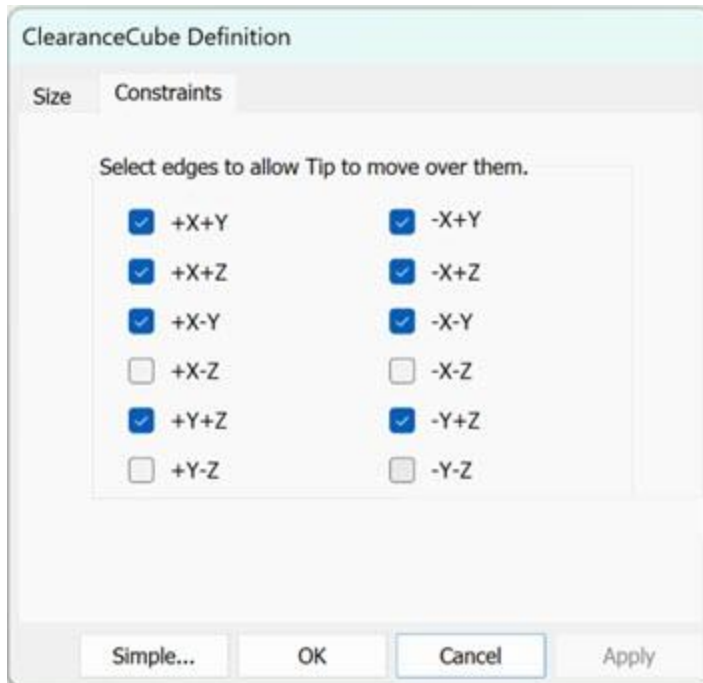 ClearanceCube Definition
Size Constraints
Select edges to allow Tip to move over them.
+X+Y -X+Y
+X+Z -X+Z
+X-Y -X-Y
+X-Z -X-Z
+Y+Z -Y+Z
+Y-Z -Y-Z
Simple... OK Cancel Apply